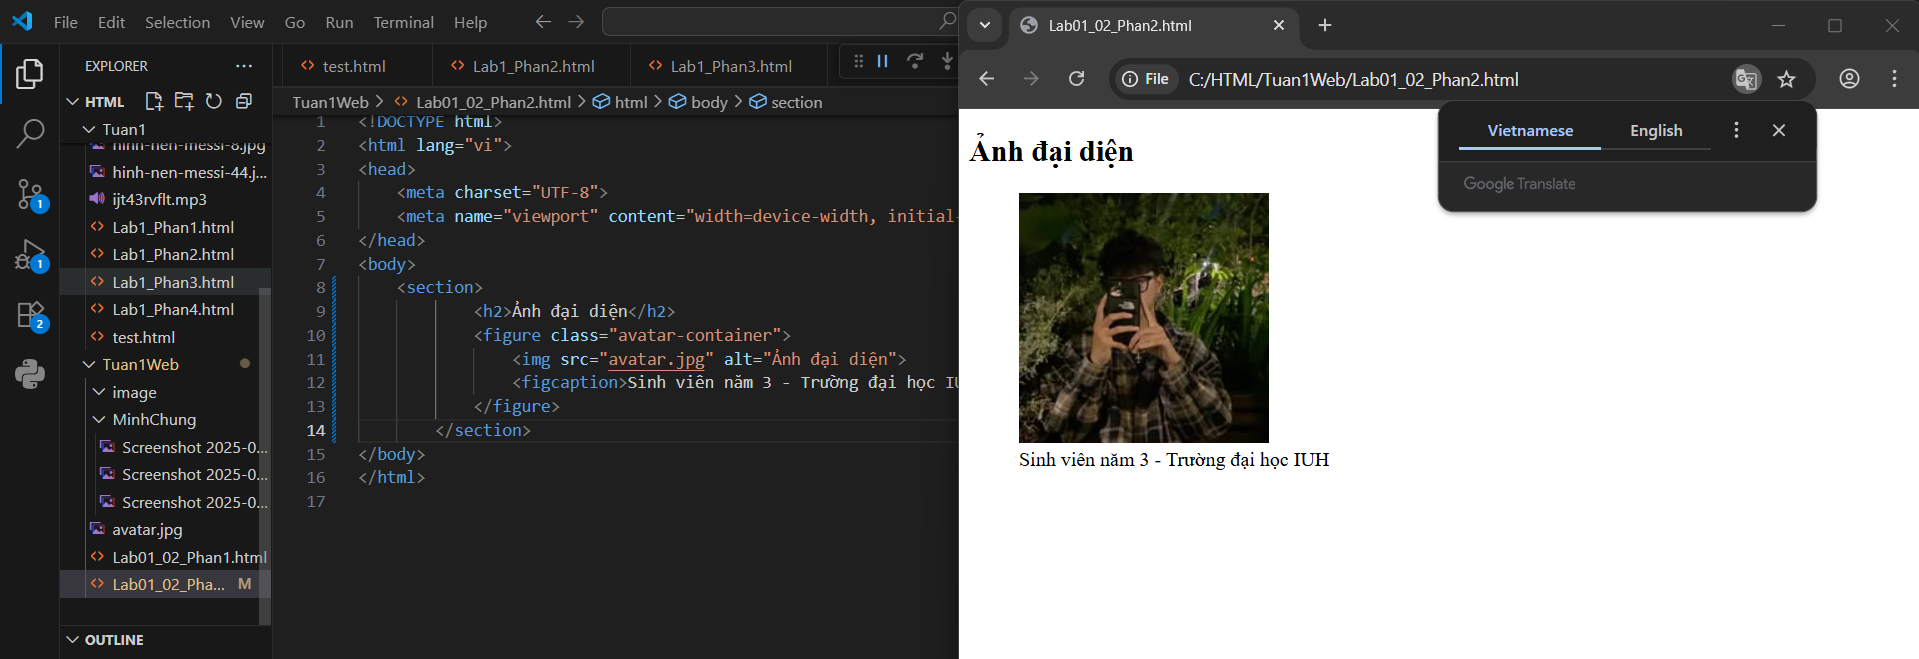 File Edit Selection View Go Run Terminal Help
EXPLORER
HTML
Tuan1
hinh-nen-messi-8.jpg
hinh-nen-messi-44.j...
ijt43rvflt.mp3
Lab1_Phan1.html
Lab1_Phan2.html
Lab1_Phan3.html
Lab1_Phan4.html
test.html
Tuan1Web
image
MinhChung
Screenshot 2025-0...
Screenshot 2025-0...
Screenshot 2025-0...
avatar.jpg
Lab01_02_Phan1.html
Lab01_02_Pha... M
OUTLINE
1
1
2
test.html Lab1_Phan2.html Lab1_Phan3.html
Tuan1Web > Lab01_02_Phan2.html > html > body > section
1 <!DOCTYPE html>
2 <html lang="vi">
3 <head>
4 <meta charset="UTF-8">
5 <meta name="viewport" content="width=device-width, initial-
6 </head>
7 <body>
8 <section>
9 <h2>Ảnh đại diện</h2>
10 <figure class="avatar-container">
11 <img src="avatar.jpg" alt="Ảnh đại diện">
12 <figcaption>Sinh viên năm 3 - Trường đại học IU
13 </figure>
14 </section>
15 </body>
16 </html>
17
Lab01_02_Phan2.html
File C:/HTML/Tuan1Web/Lab01_02_Phan2.html
Vietnamese English
Google Translate
Ảnh đại diện
Sinh viên năm 3 - Trường đại học IUH